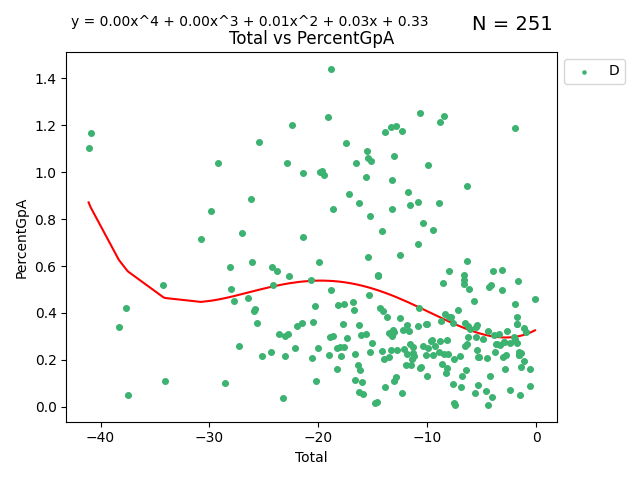 y = 0.00x^4 + 0.00x^3 + 0.01x^2 + 0.03x + 0.33
N = 251
Total vs PercentGpA
D
PercentGpA
1.4
1.2
1.0
0.8
0.6
0.4
0.2
0.0
−40 −30 −20 −10 0
Total